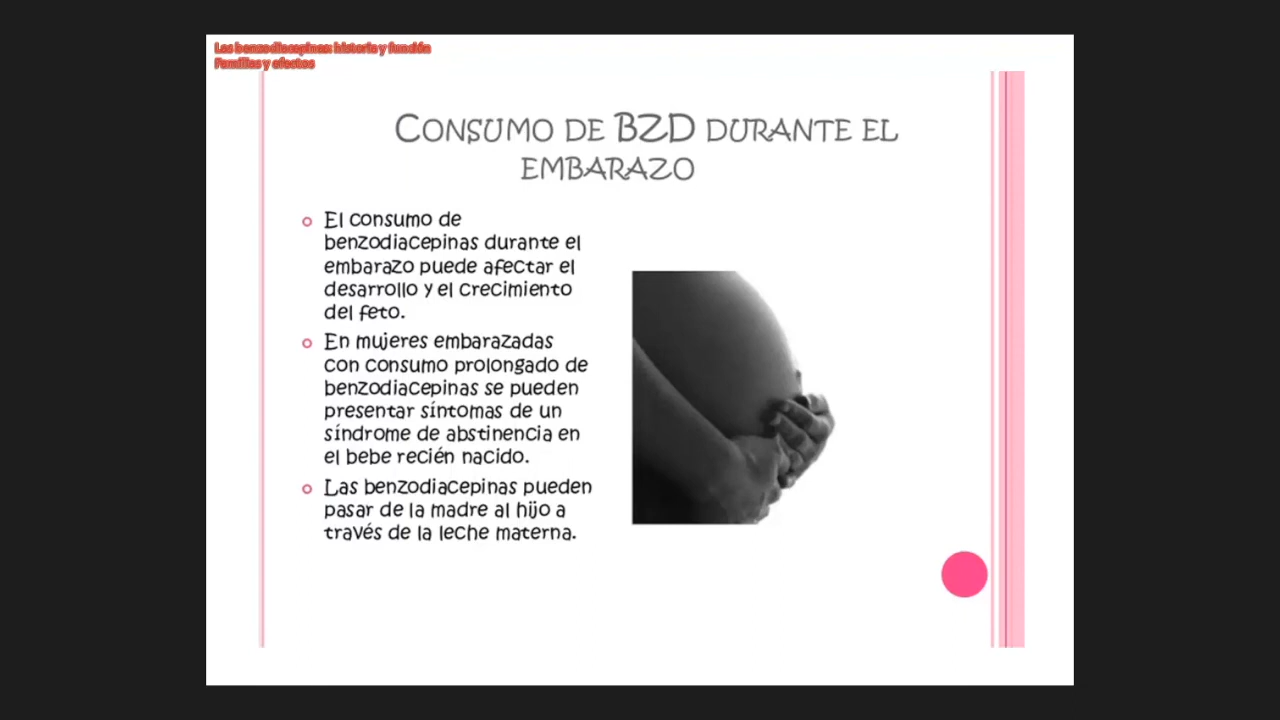 Las benzodiacepinas: historia y función
Familias y efectos
CONSUMO DE BZD DURANTE EL
EMBARAZO
El consumo de
benzodiacepinas durante el
embarazo puede afectar el
desarrollo y el crecimiento
del feto.
En mujeres embarazadas
con consumo prolongado de
benzodiacepinas se pueden
presentar síntomas de un
síndrome de abstinencia en
el bebe recién nacido.
Las benzodiacepinas pueden
pasar de la madre al hijo a
través de la leche materna.